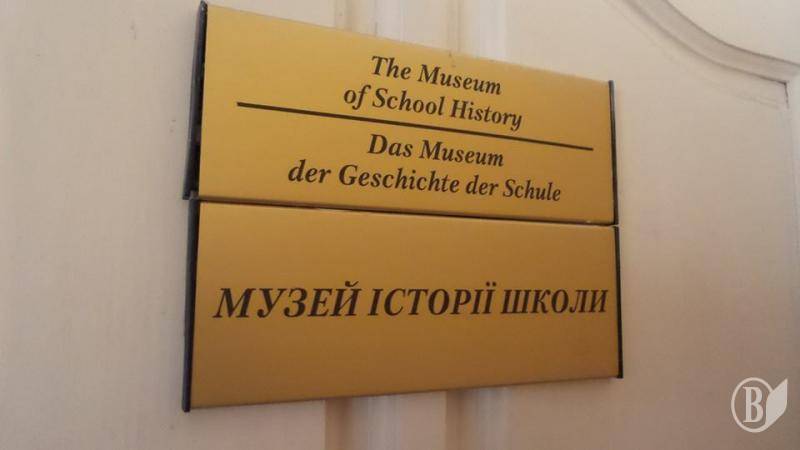 The Museum
of School History
Das Museum
der Geschichte der Schule
МУЗЕЙ ІСТОРІЇ ШКОЛИ
B